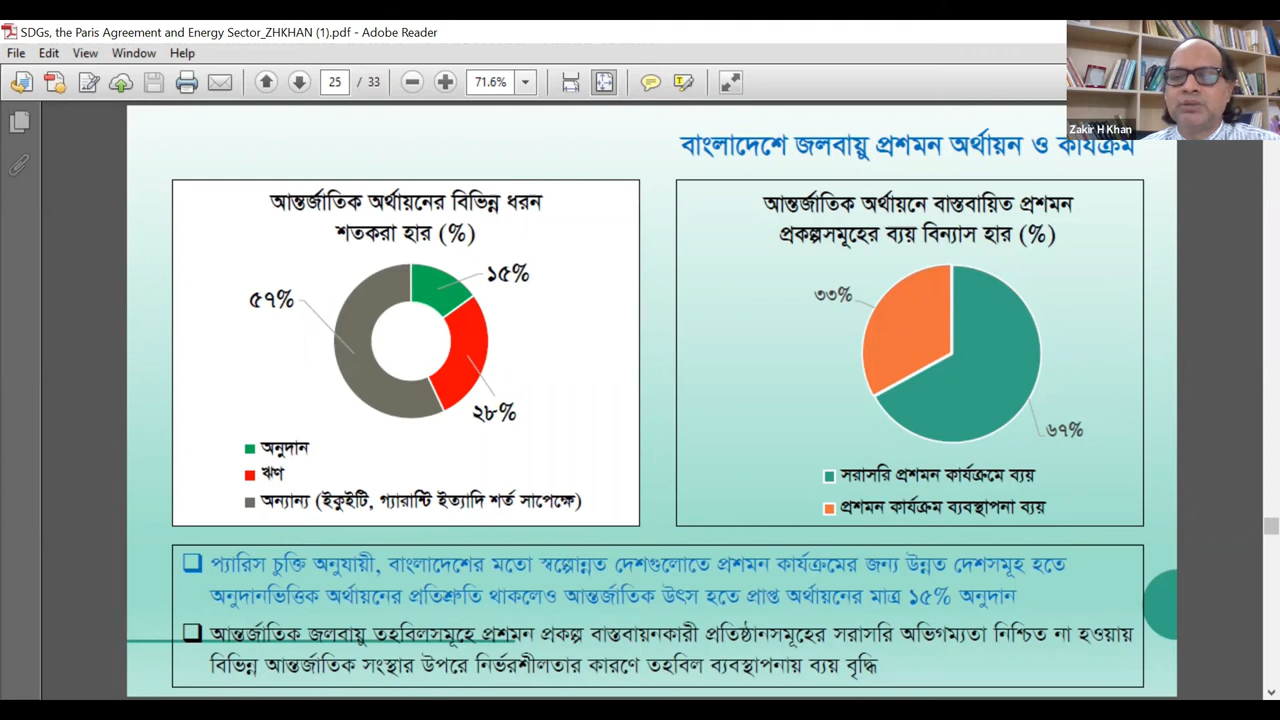 SDGs, the Paris Agreement and Energy Sector_ZHKHAN (1).pdf - Adobe Reader
File Edit View Window Help
25 / 33 71.6%
Zakir H Khan
বাংলাদেশে জলবায়ু প্রশমন অর্থায়ন ও কার্যক্রম
আন্তর্জাতিক অর্থায়নের বিভিন্ন ধরন
শতকরা হার (%)
১৫%
৫৭%
২৮%
অনুদান
ঋণ
অন্যান্য (ইকুইটি, গ্যারান্টি ইত্যাদি শর্ত সাপেক্ষে)
আন্তর্জাতিক অর্থায়নে বাস্তবায়িত প্রশমন
প্রকল্পসমূহের ব্যয় বিন্যাস হার (%)
৩৩%
৬৭%
সরাসরি প্রশমন কার্যক্রমে ব্যয়
প্রশমন কার্যক্রম ব্যবস্থাপনা ব্যয়
প্যারিস চুক্তি অনুযায়ী, বাংলাদেশের মতো স্বল্পোন্নত দেশগুলোতে প্রশমন কার্যক্রমের জন্য উন্নত দেশসমূহ হতে
অনুদানভিত্তিক অর্থায়নের প্রতিশ্রুতি থাকলেও আন্তর্জাতিক উৎস হতে প্রাপ্ত অর্থায়নের মাত্র ১৫% অনুদান
আন্তর্জাতিক জলবায়ু তহবিলসমূহে প্রশমন প্রকল্প বাস্তবায়নকারী প্রতিষ্ঠানসমূহের সরাসরি অভিগম্যতা নিশ্চিত না হওয়ায়
বিভিন্ন আন্তর্জাতিক সংস্থার উপরে নির্ভরশীলতার কারণে তহবিল ব্যবস্থাপনায় ব্যয় বৃদ্ধি